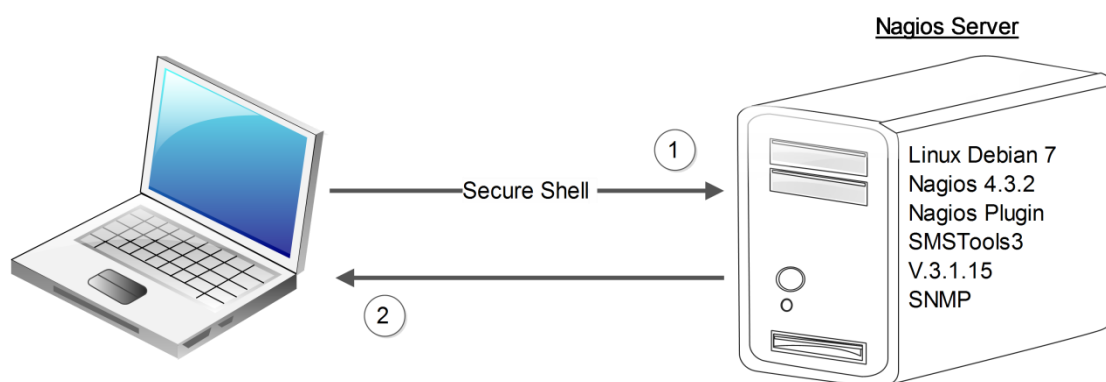 Nagios Server
1
Secure Shell
Linux Debian 7
Nagios 4.3.2
Nagios Plugin
SMSTools3
V.3.1.15
SNMP
2